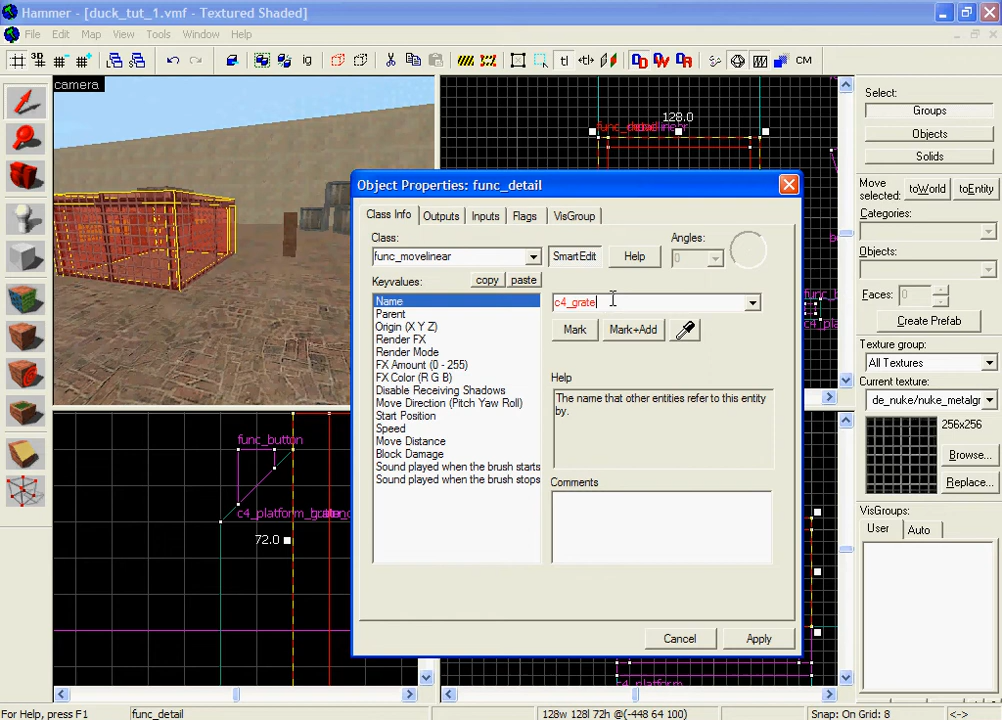 Hammer - [duck_tut_1.vmf - Textured Shaded]
File Edit Map View Tools Window Help
3D ig tl +tl+ CM
camera
128.0
Object Properties: func_detail
Class Info Outputs Inputs Flags VisGroup
Class:
func_movelinear
SmartEdit
Help
Angles:
0
Keyvalues:
copy
paste
Name
Parent
Origin (X Y Z)
Render FX
Render Mode
FX Amount (0 - 255)
FX Color (R G B)
Disable Receiving Shadows
Move Direction (Pitch Yaw Roll)
Start Position
Speed
Move Distance
Block Damage
Sound played when the brush starts
Sound played when the brush stops
c4_grate
Mark
Mark+Add
Help
The name that other entities refer to this entity
by.
Comments
Cancel
Apply
func_button
c4_platform
72.0
c4_platform
Select:
Groups
Objects
Solids
Move
selected:
toWorld
toEntity
Categories:
Objects:
Faces:
0
Create Prefab
Texture group:
All Textures
Current texture:
de_nuke/nuke_metalgr
256x256
Browse...
Replace...
VisGroups:
User
Auto
For Help, press F1
func_detail
128w 128l 72h @(-448 64 100)
Snap: On Grid: 8
<->